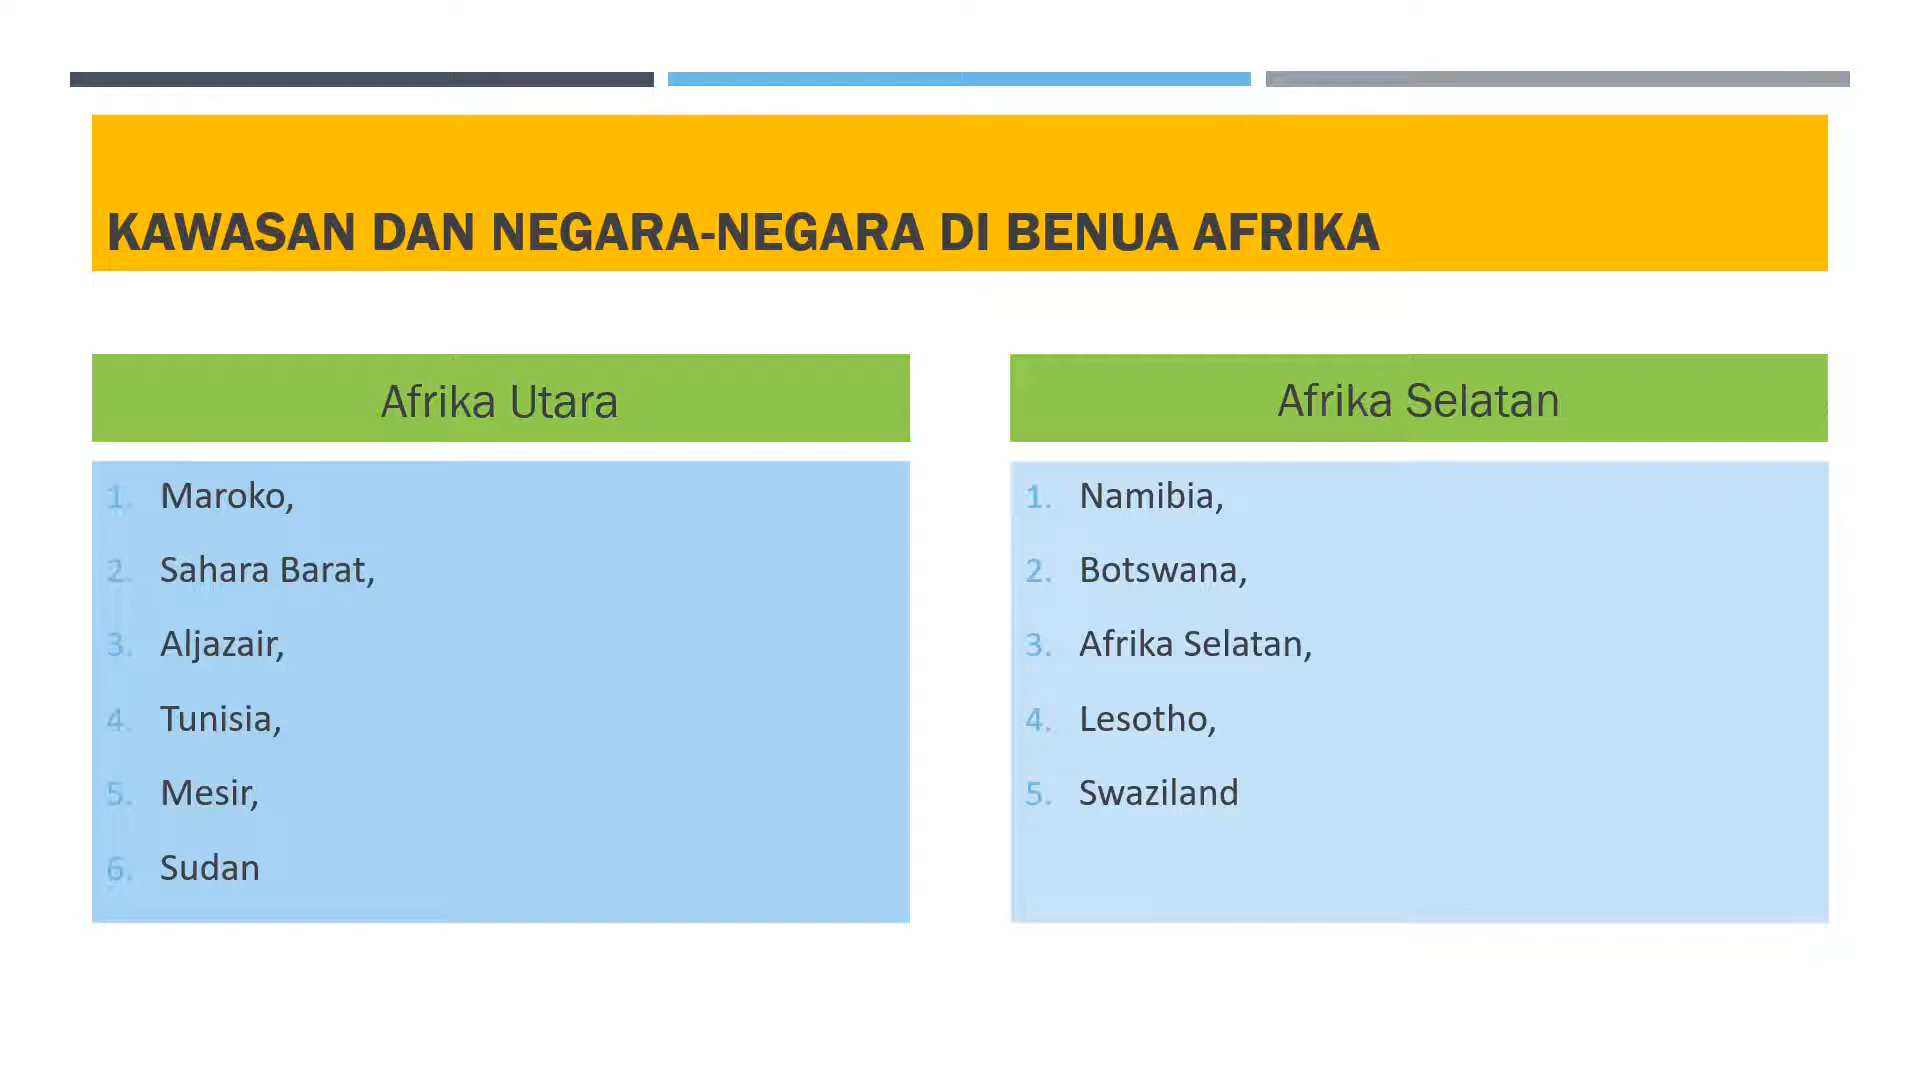 KAWASAN DAN NEGARA-NEGARA DI BENUA AFRIKA
Afrika Utara
1. Maroko,
2. Sahara Barat,
3. Aljazair,
4. Tunisia,
5. Mesir,
6. Sudan
Afrika Selatan
1. Namibia,
2. Botswana,
3. Afrika Selatan,
4. Lesotho,
5. Swaziland